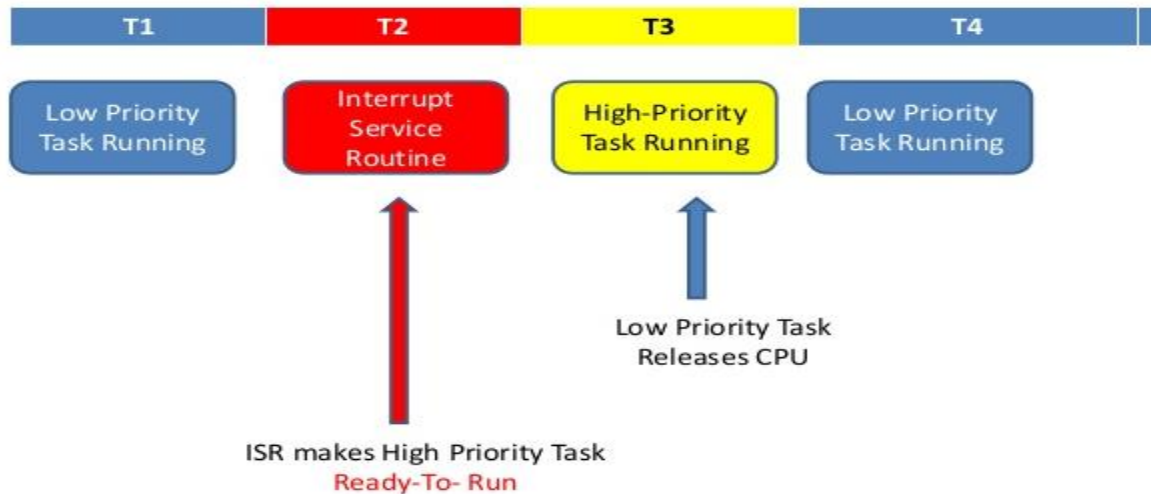 T1 T2 T3 T4
Low Priority
Task Running
Interrupt
Service
Routine
High-Priority
Task Running
Low Priority
Task Running
Low Priority Task
Releases CPU
ISR makes High Priority Task
Ready-To- Run